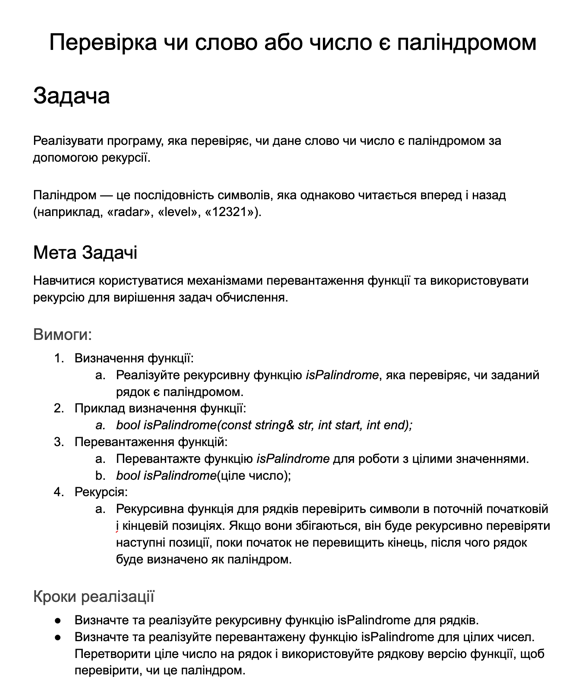 Перевірка чи слово або число є паліндромом
Задача
Реалізувати програму, яка перевіряє, чи дане слово чи число є паліндромом за
допомогою рекурсії.
Паліндром — це послідовність символів, яка однаково читається вперед і назад
(наприклад, «radar», «level», «12321»).
Мета Задачі
Навчитися користуватися механізмами перевантаження функції та використовувати
рекурсію для вирішення задач обчислення.
Вимоги:
1. Визначення функції:
a. Реалізуйте рекурсивну функцію isPalindrome, яка перевіряє, чи заданий
рядок є паліндромом.
2. Приклад визначення функції:
a. bool isPalindrome(const string& str, int start, int end);
3. Перевантаження функцій:
a. Перевантажте функцію isPalindrome для роботи з цілими значеннями.
b. bool isPalindrome(ціле число);
4. Рекурсія:
a. Рекурсивна функція для рядків перевірить символи в поточній початковій
і кінцевій позиціях. Якщо вони збігаються, він буде рекурсивно перевіряти
наступні позиції, поки початок не перевищить кінець, після чого рядок
буде визначено як паліндром.
Кроки реалізації
● Визначте та реалізуйте рекурсивну функцію isPalindrome для рядків.
● Визначте та реалізуйте перевантажену функцію isPalindrome для цілих чисел.
Перетворити ціле число на рядок і використовуйте рядкову версію функції, щоб
перевірити, чи це паліндром.